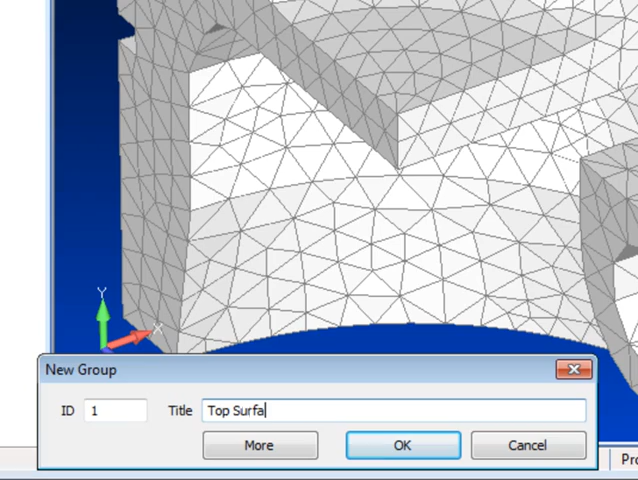 Y
X
New Group
ID 1 Title Top Surfa
More OK Cancel
Pro